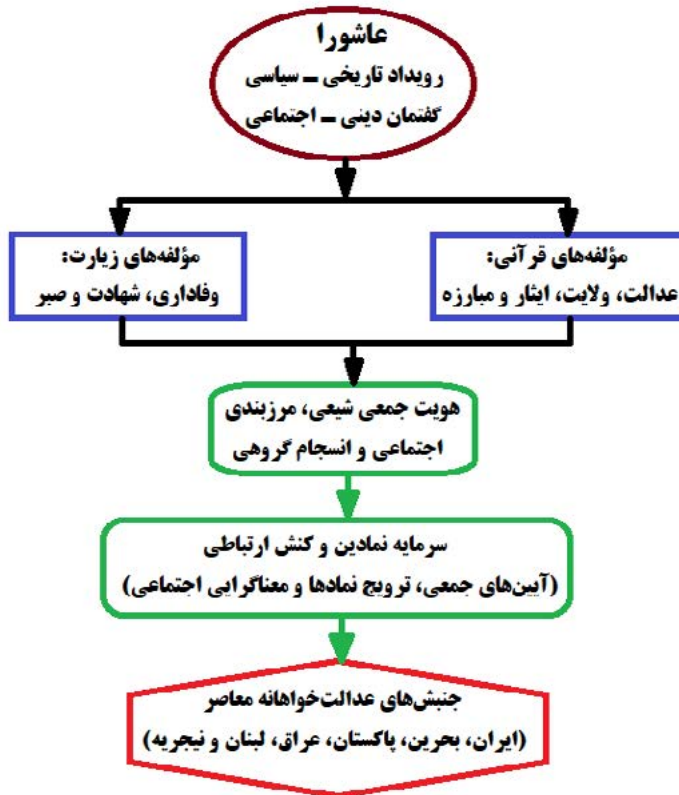 عاشورا
رویداد تاریخی ـ سیاسی
گفتمان دینی ـ اجتماعی
مؤلفه‌های قرآنی:
عدالت، ولایت، ایثار و مبارزه
مؤلفه‌های زیارت:
وفاداری، شهادت و صبر
هویت جمعی شیعی، مرزبندی
اجتماعی و انسجام گروهی
سرمایه نمادین و کنش ارتباطی
(آیین‌های جمعی، ترویج نمادها و معناگرایی اجتماعی)
جنبش‌های عدالت‌خواهانه معاصر
(ایران، بحرین، پاکستان، عراق، لبنان و نیجریه)